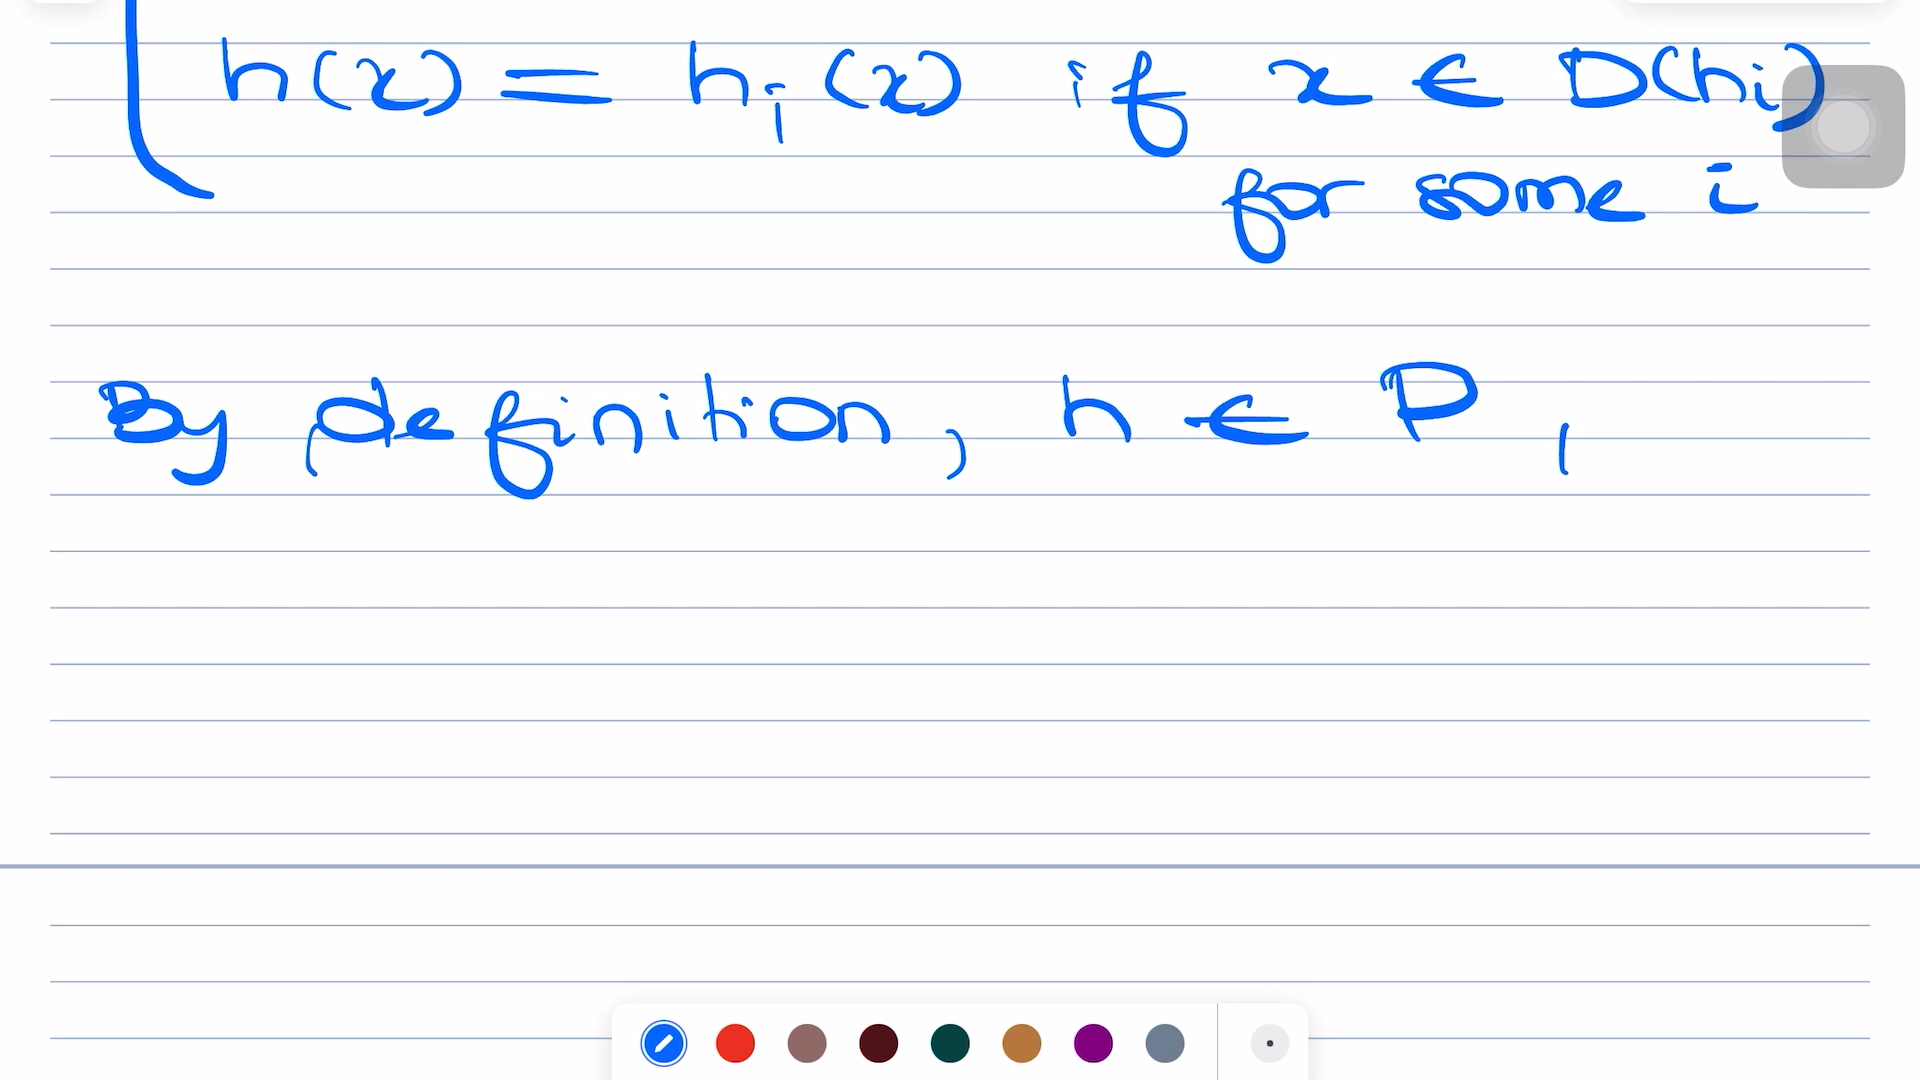 h(x) = hᵢ(x) if x ∈ D(hᵢ)
for some i
By definition, h ∈ P,